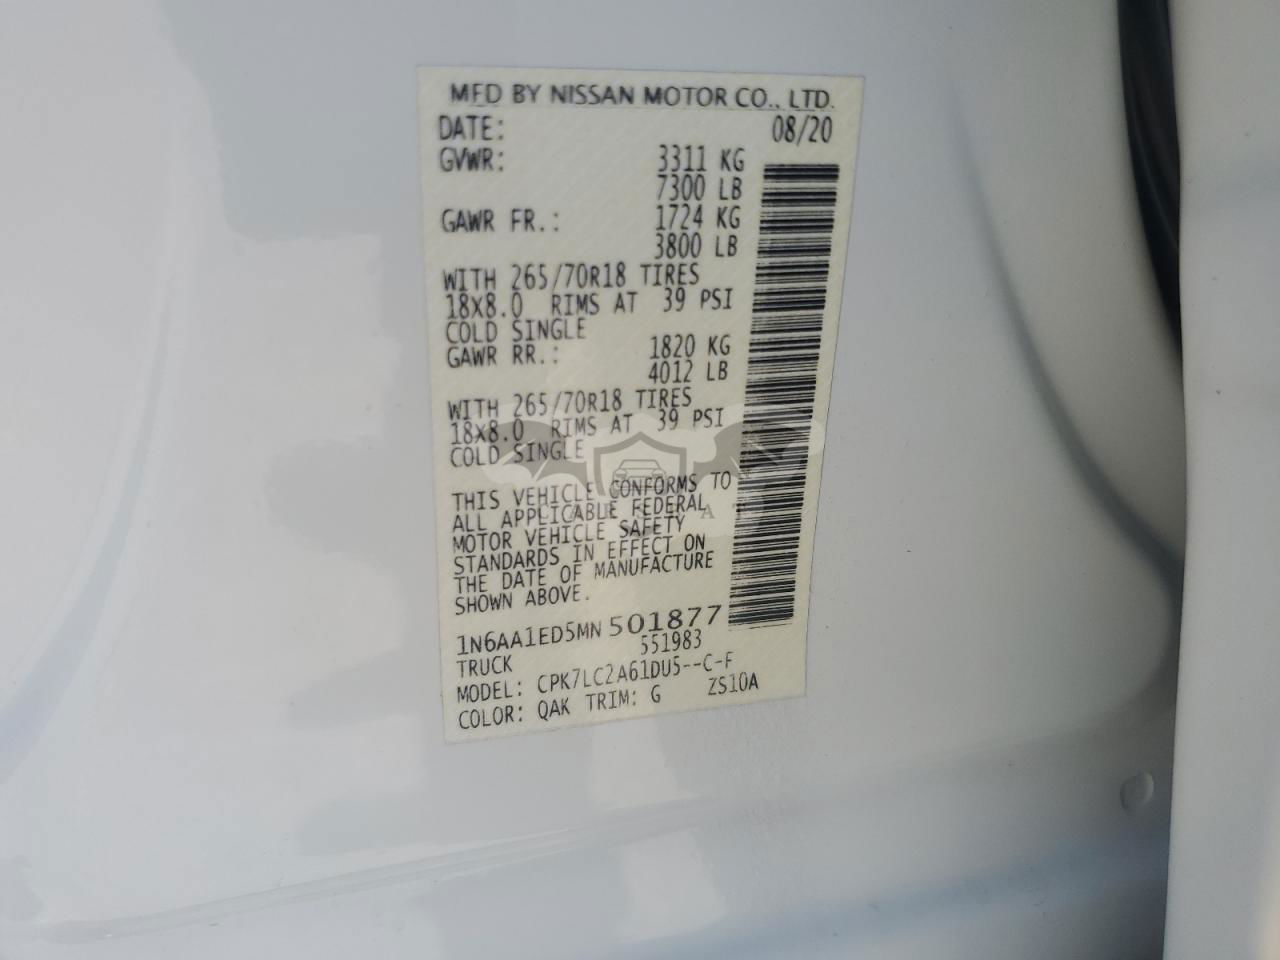 MFD BY NISSAN MOTOR CO., LTD.
DATE: 08/20
GVWR: 3311 KG
7300 LB
GAWR FR.: 1724 KG
3800 LB
WITH 265/70R18 TIRES
18X8.0 RIMS AT 39 PSI
COLD SINGLE
GAWR RR.: 1820 KG
4012 LB
WITH 265/70R18 TIRES
18X8.0 RIMS AT 39 PSI
COLD SINGLE
THIS VEHICLE CONFORMS TO
ALL APPLICABLE FEDERAL
MOTOR VEHICLE SAFETY
STANDARDS IN EFFECT ON
THE DATE OF MANUFACTURE
SHOWN ABOVE.
1N6AA1ED5MN501877
TRUCK 551983
MODEL: CPK7LC2A61DU5--C-F
COLOR: QAK TRIM: G ZS10A